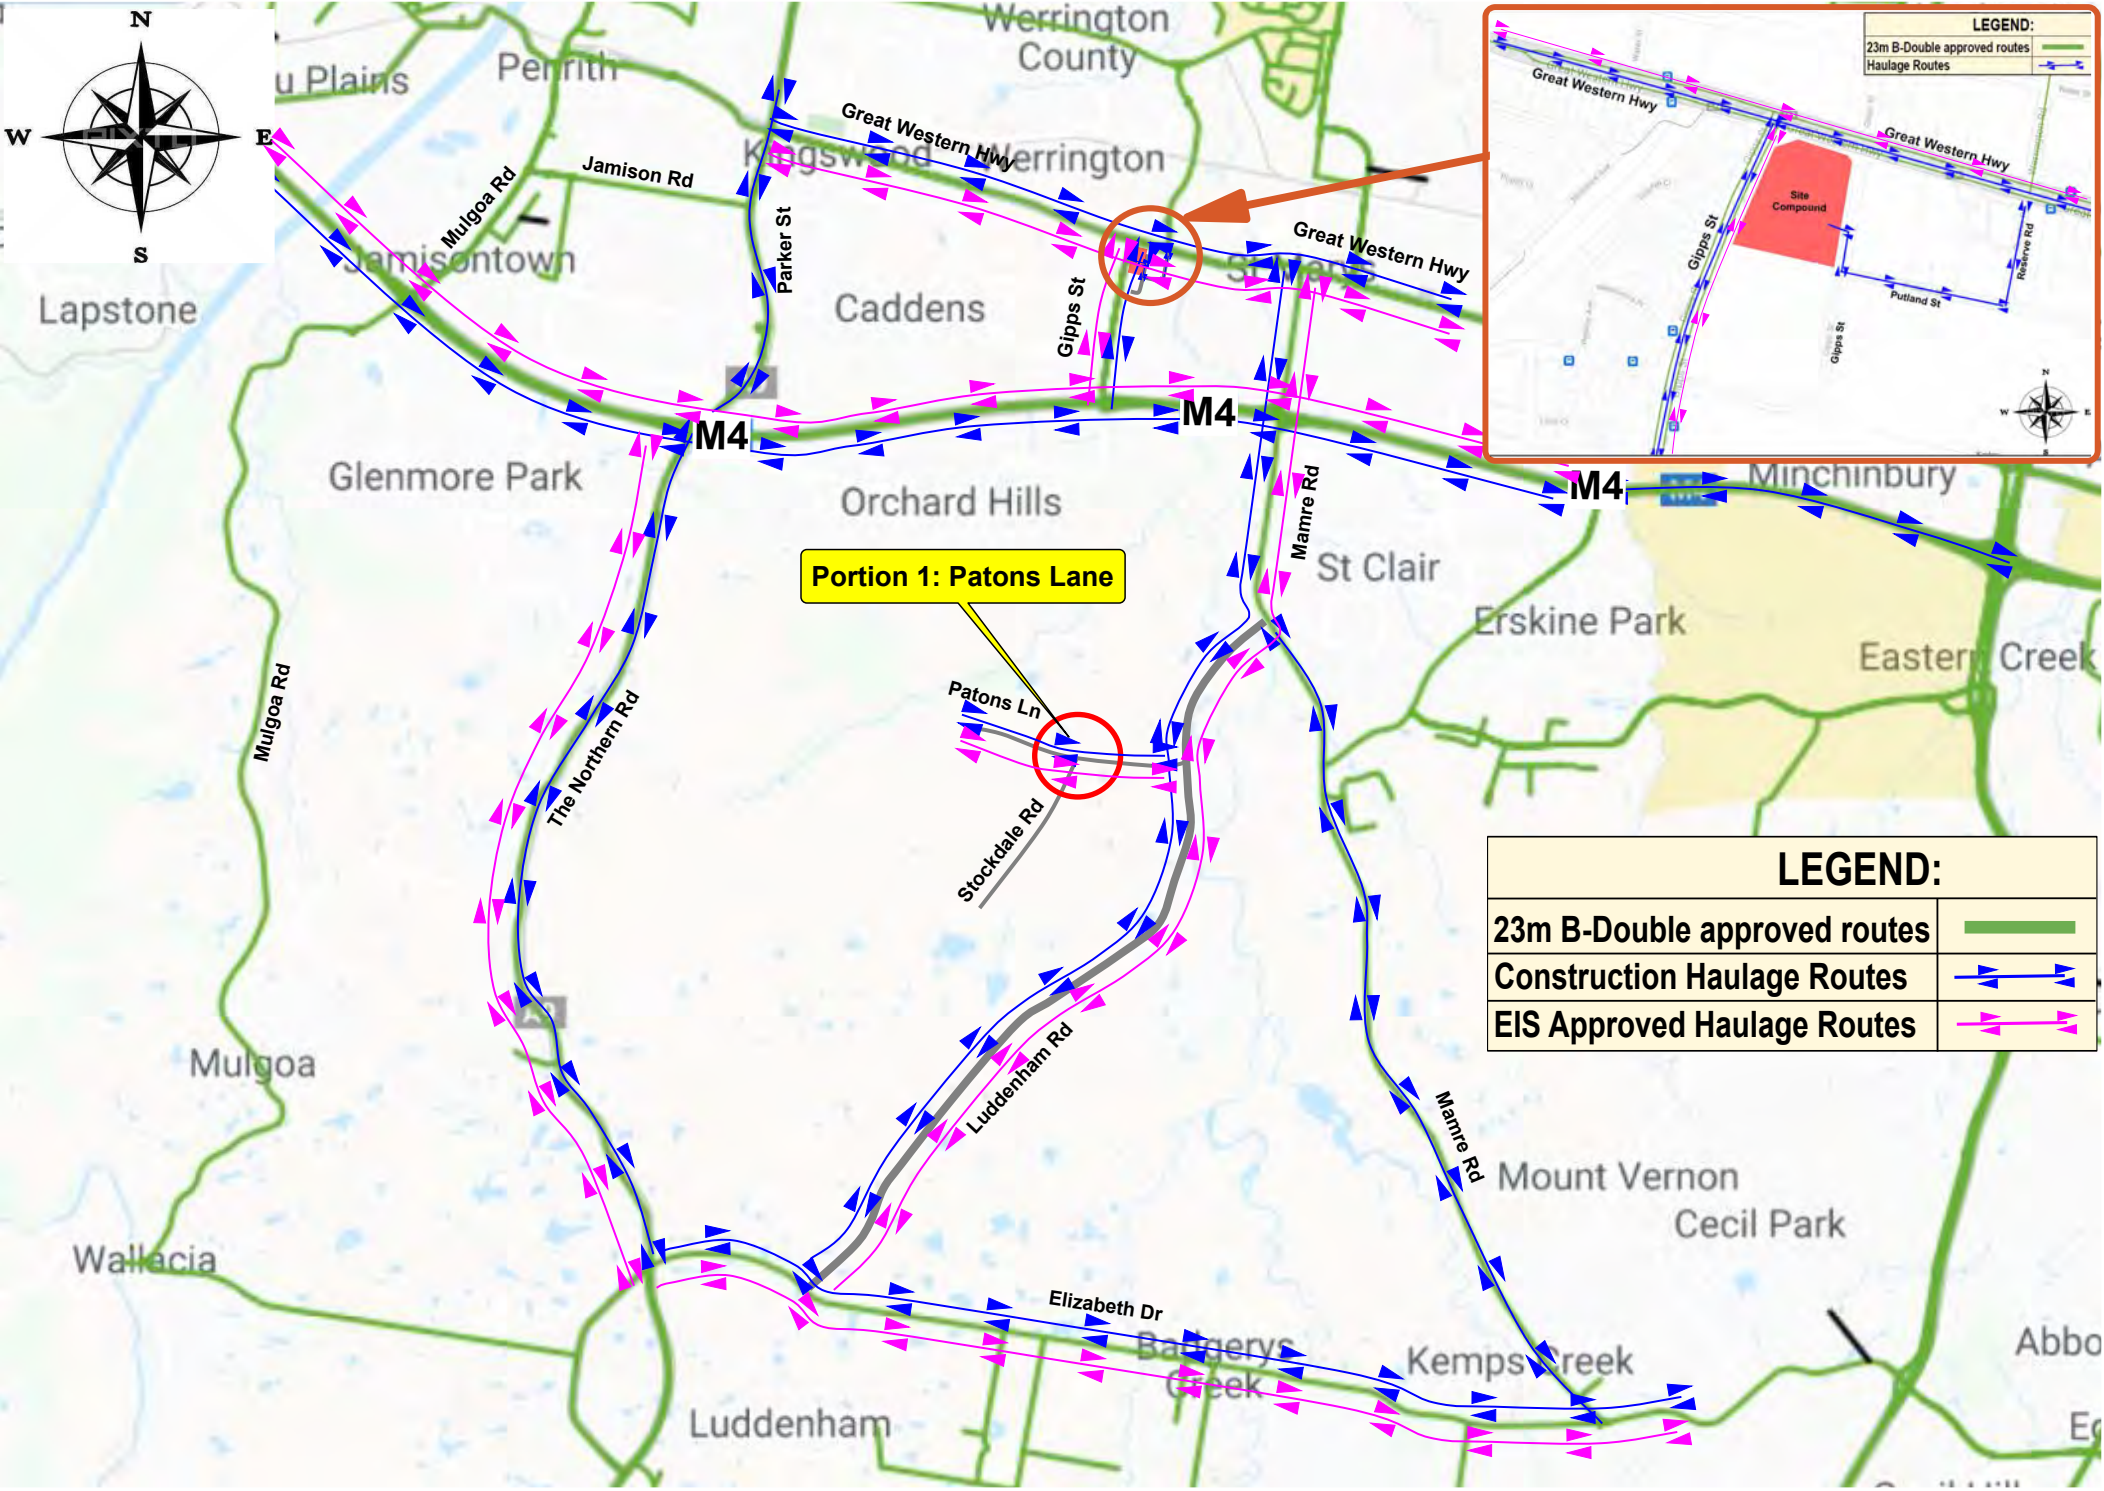 N
W
E
S
u Plains
Penrith
Werrington
County
Great Western Hwy
Kingswood
Werrington
Jamison Rd
Mulgoa Rd
Jamisontown
Parker St
Lapstone
Caddens
Gipps St
St Marys
Great Western Hwy
LEGEND:
23m B-Double approved routes
Haulage Routes
Great Western Hwy
Great Western Hwy
Site
Compound
Gipps St
Reserve Rd
Putland St
Gipps St
N
W
E
S
M4
M4
M4
Minchinbury
Glenmore Park
Orchard Hills
Mamre Rd
St Clair
Portion 1: Patons Lane
Erskine Park
Eastern Creek
Mulgoa Rd
The Northern Rd
Patons Ln
Stockdale Rd
LEGEND:
23m B-Double approved routes
Construction Haulage Routes
EIS Approved Haulage Routes
Mulgoa
Luddenham Rd
Mamre Rd
Mount Vernon
Cecil Park
Wallacia
Elizabeth Dr
Badgerys
Creek
Kemps Creek
Abbo
Luddenham